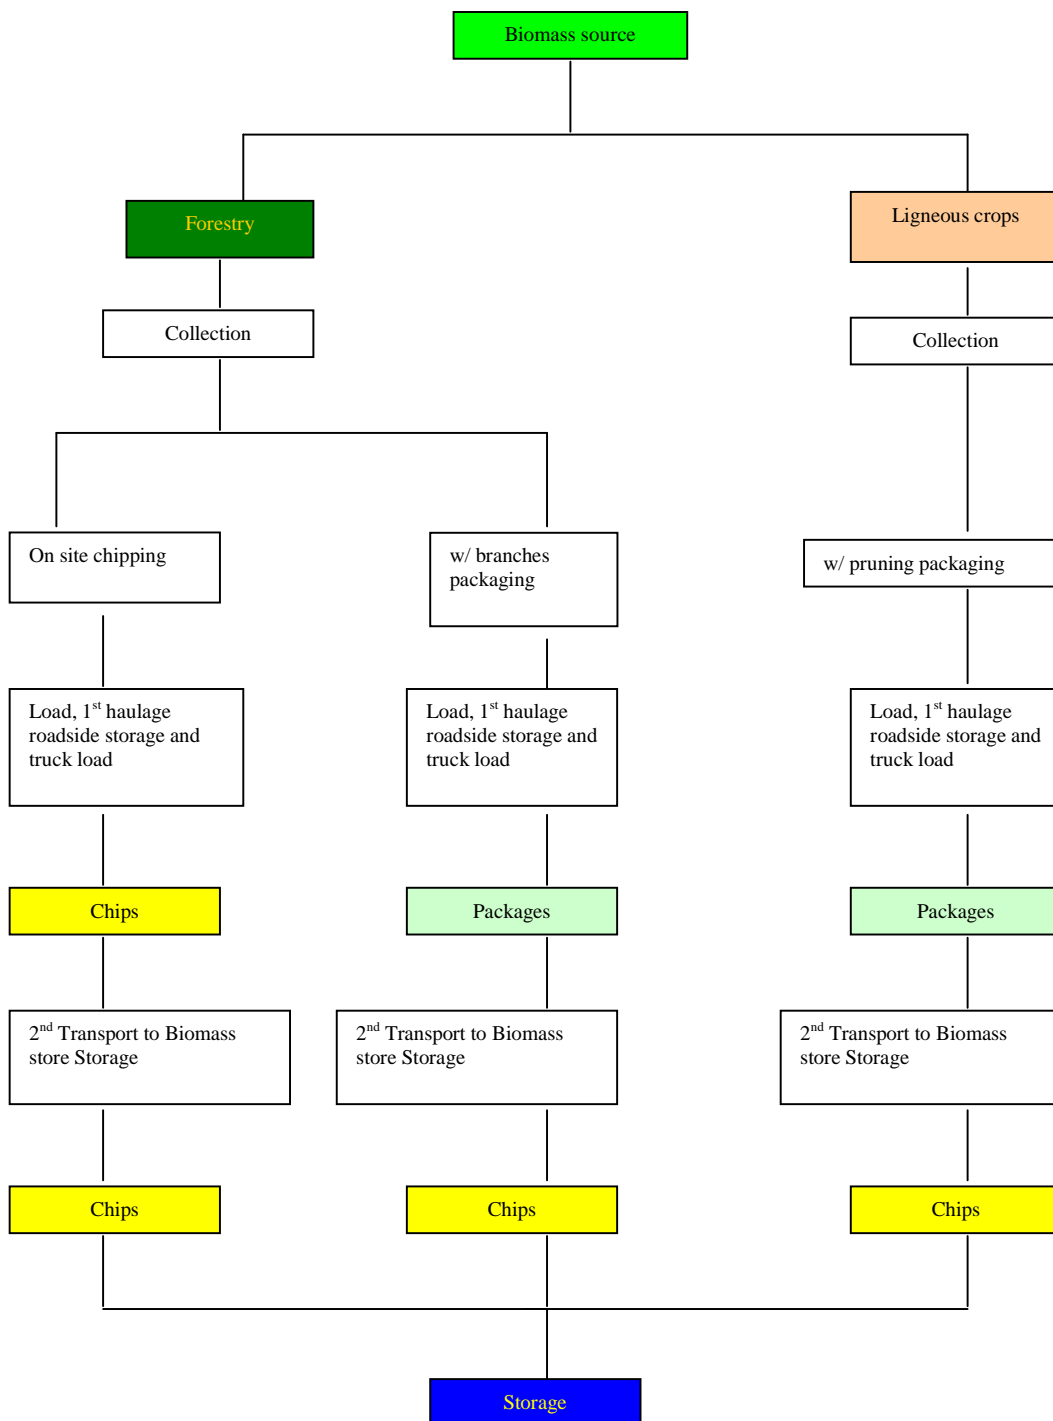 Biomass source
Forestry
Ligneous crops
Collection
Collection
On site chipping
w/ branches
packaging
w/ pruning packaging
Load, 1st haulage
roadside storage and
truck load
Load, 1st haulage
roadside storage and
truck load
Load, 1st haulage
roadside storage and
truck load
Chips
Packages
Packages
2nd Transport to Biomass
store Storage
2nd Transport to Biomass
store Storage
2nd Transport to Biomass
store Storage
Chips
Chips
Chips
Storage